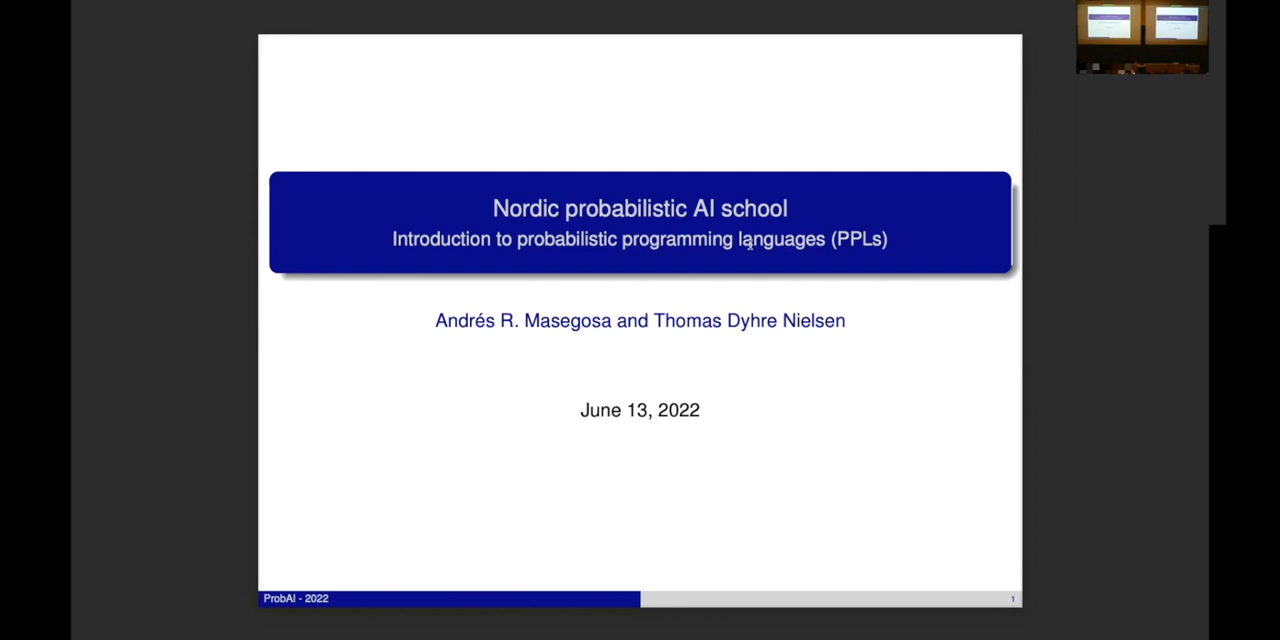 Nordic probabilistic AI school
Introduction to probabilistic programming languages (PPLs)
Andrés R. Masegosa and Thomas Dyhre Nielsen
June 13, 2022
ProbAI - 2022
1